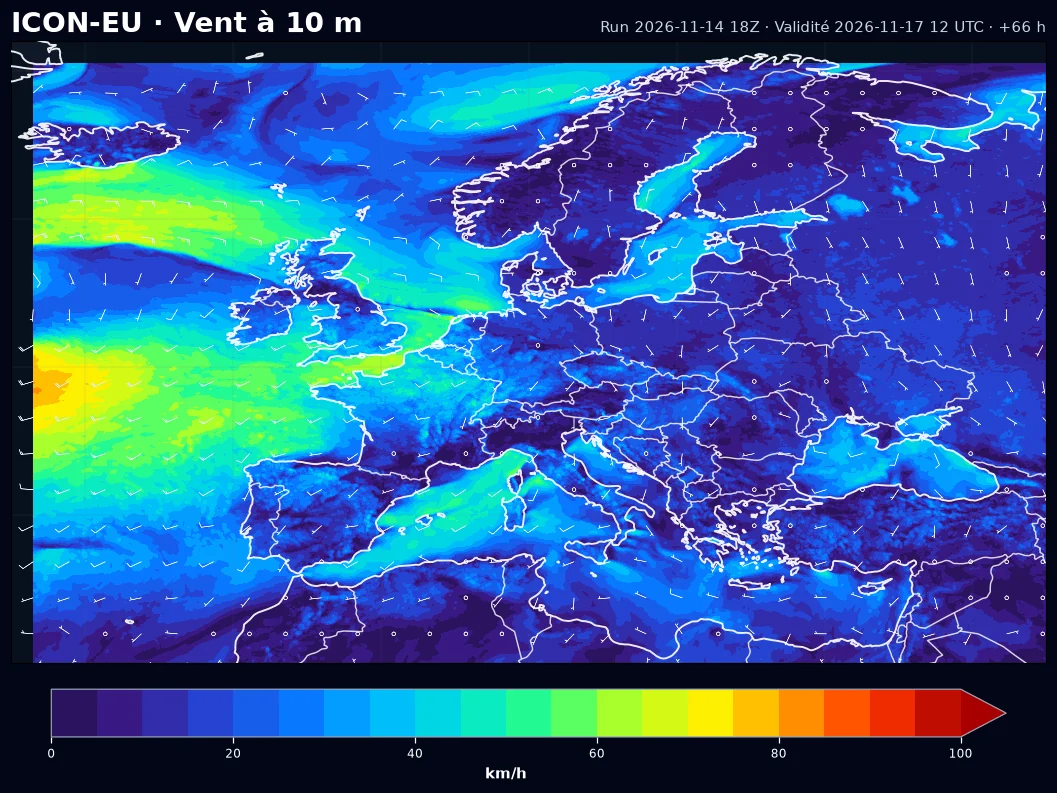 ICON-EU · Vent à 10 m
Run 2026-11-14 18Z · Validité 2026-11-17 12 UTC · +66 h
0 20 40 60 80 100
km/h